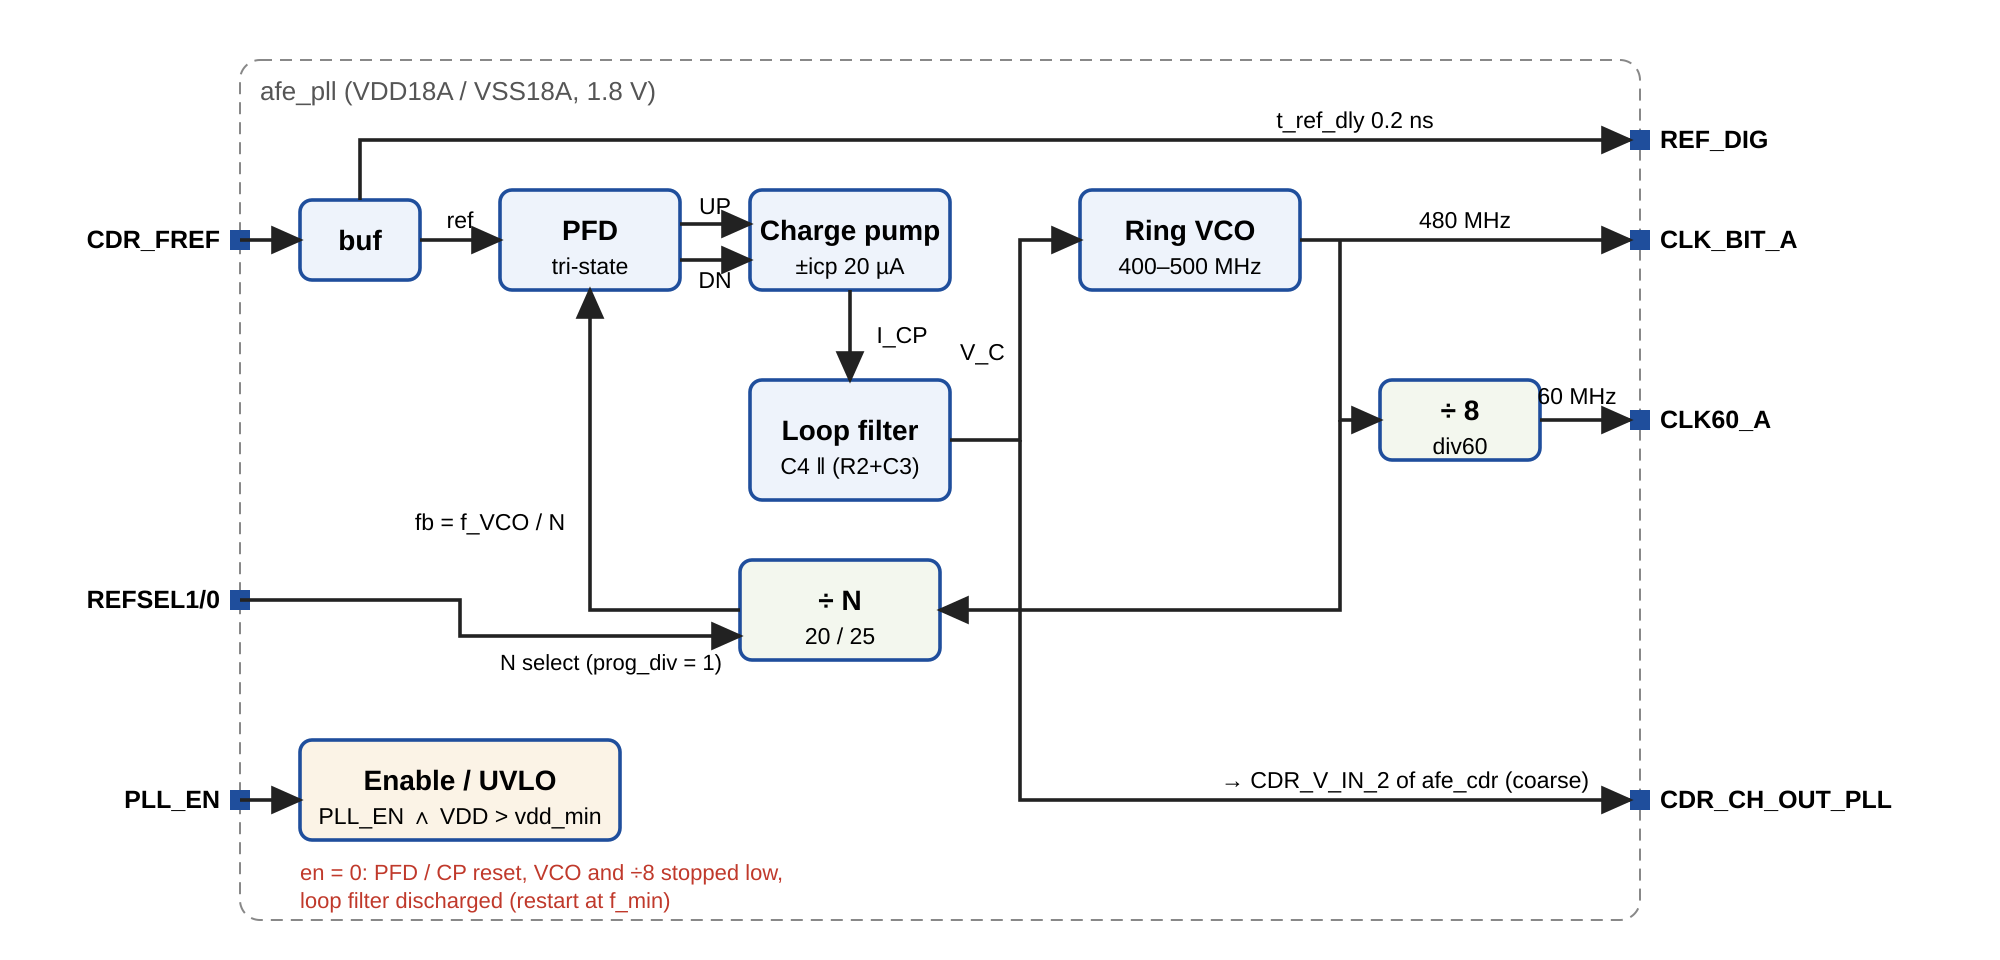 afe_pll (VDD18A / VSS18A, 1.8 V)
t_ref_dly 0.2 ns
REF_DIG
CDR_FREF
buf
ref
PFD
tri-state
UP
DN
Charge pump
±icp 20 µA
Ring VCO
400–500 MHz
480 MHz
CLK_BIT_A
I_CP
V_C
Loop filter
C4 ǁ (R2+C3)
÷ 8
div60
60 MHz
CLK60_A
fb = f_VCO / N
REFSEL1/0
÷ N
20 / 25
N select (prog_div = 1)
PLL_EN
Enable / UVLO
PLL_EN ∧ VDD > vdd_min
→ CDR_V_IN_2 of afe_cdr (coarse)
CDR_CH_OUT_PLL
en = 0: PFD / CP reset, VCO and ÷8 stopped low,
loop filter discharged (restart at f_min)